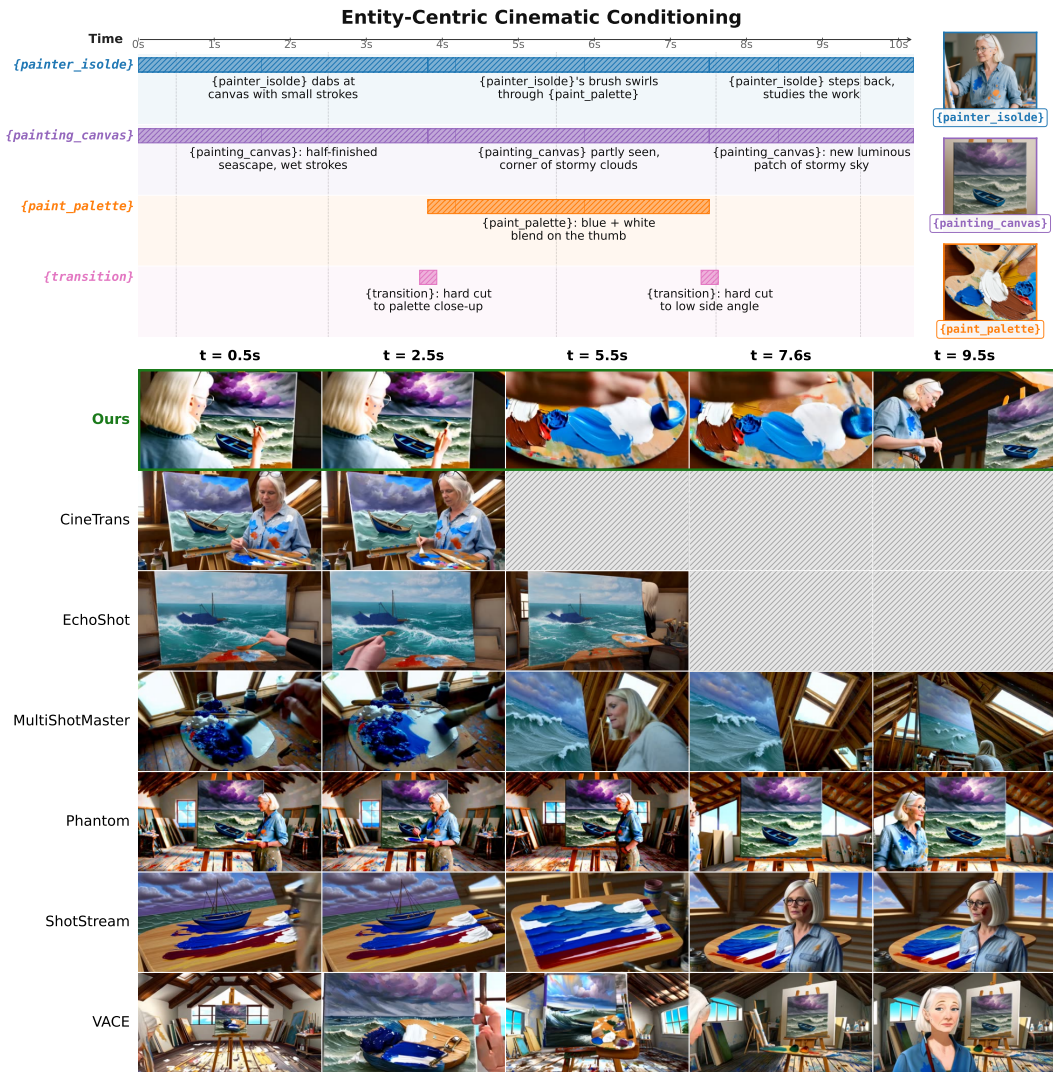 Entity-Centric Cinematic Conditioning
Time
0s 1s 2s 3s 4s 5s 6s 7s 8s 9s 10s
{painter_isolde}
{painter_isolde} dabs at
canvas with small strokes
{painter_isolde}'s brush swirls
through {paint_palette}
{painter_isolde} steps back,
studies the work
{painting_canvas}
{painting_canvas}: half-finished
seascape, wet strokes
{painting_canvas} partly seen,
corner of stormy clouds
{painting_canvas}: new luminous
patch of stormy sky
{paint_palette}
{paint_palette}: blue + white
blend on the thumb
{transition}
{transition}: hard cut
to palette close-up
{transition}: hard cut
to low side angle
{painter_isolde}
{painting_canvas}
{paint_palette}
t = 0.5s t = 2.5s t = 5.5s t = 7.6s t = 9.5s
Ours
CineTrans
EchoShot
MultiShotMaster
Phantom
ShotStream
VACE